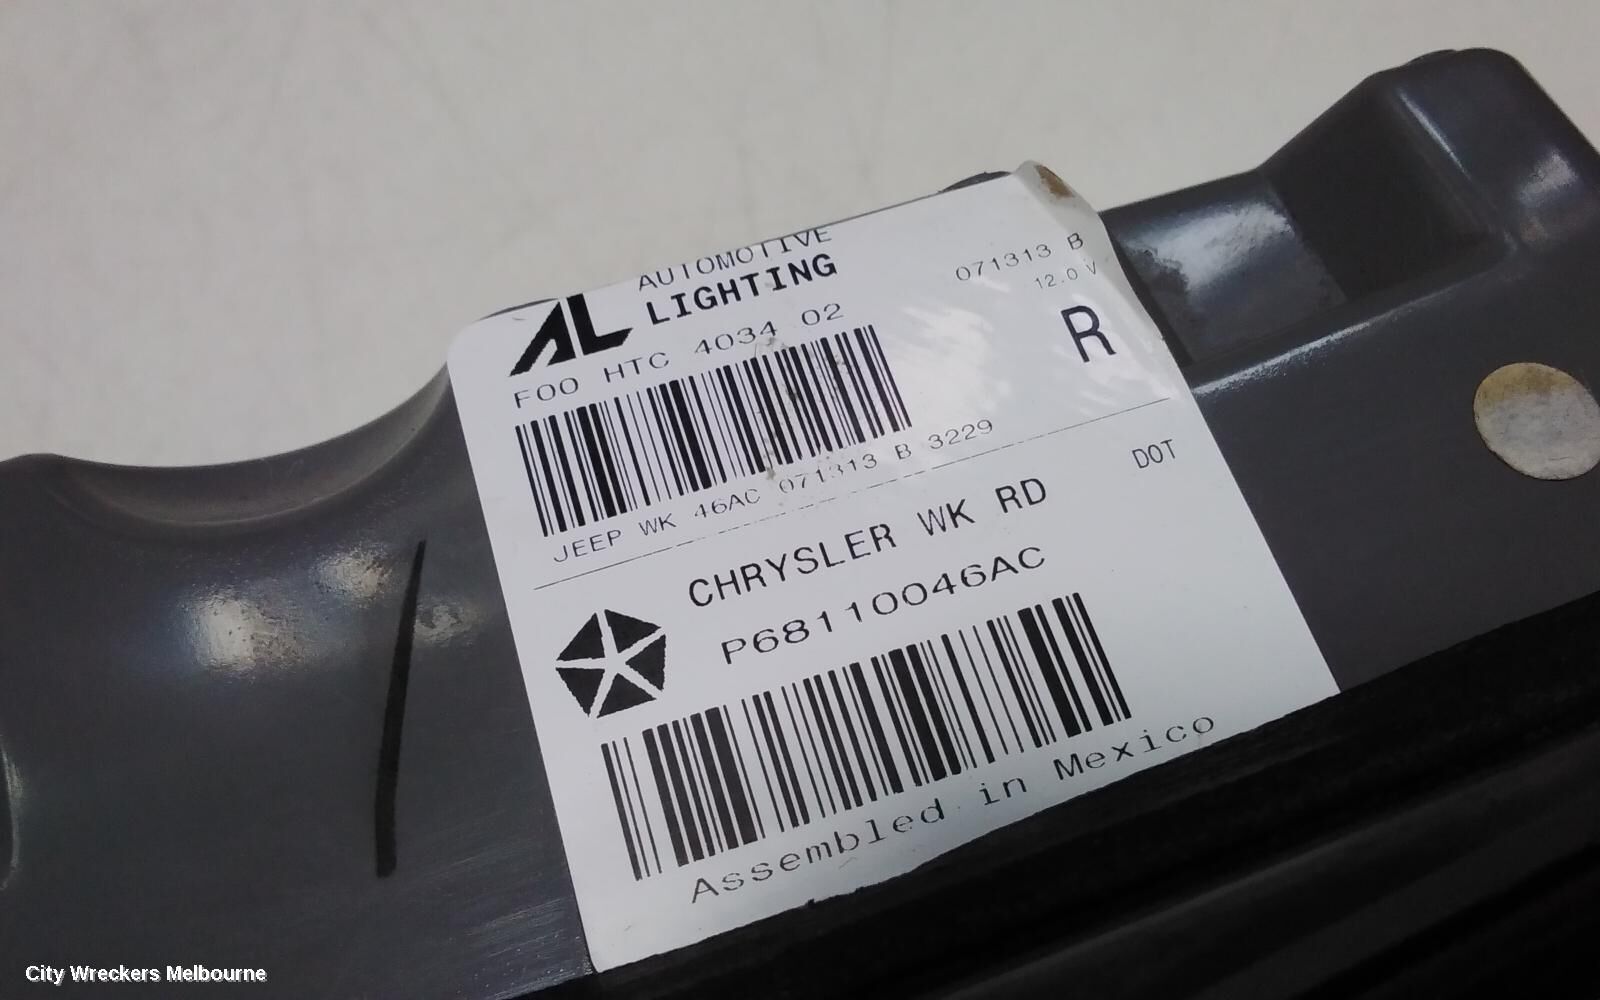 AUTOMOTIVE
LIGHTING
AL
071313 B
12.0 V
F00 HTC 4034 02
R
JEEP WK 46AC 071313 B 3229
DOT
CHRYSLER WK RD
P68110046AC
Assembled in Mexico
City Wreckers Melbourne